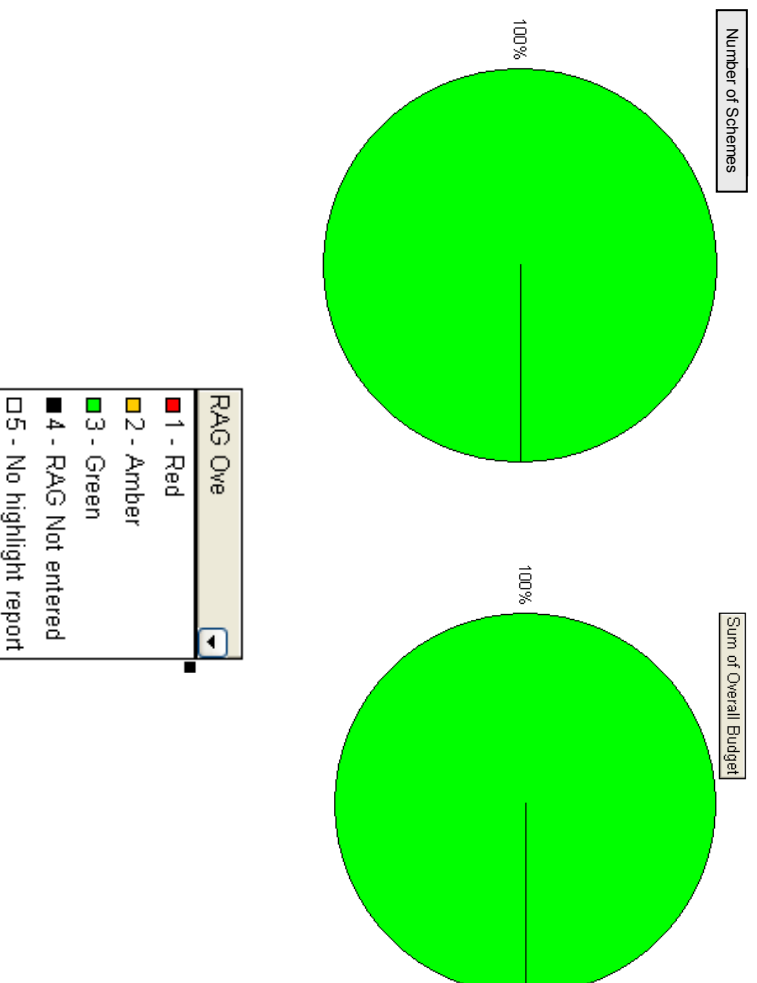 Number of Schemes
100%
Sum of Overall Budget
100%
RAG Ove
1 - Red
2 - Amber
3 - Green
4 - RAG Not entered
5 - No highlight report